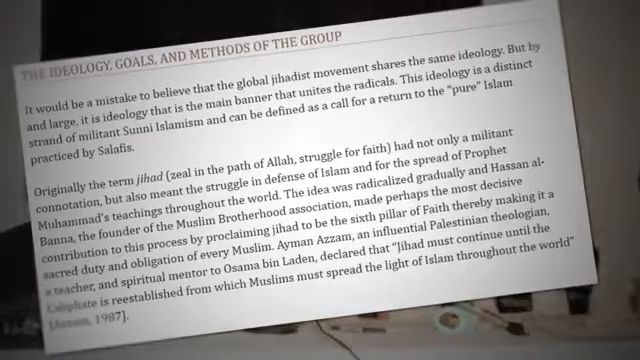 THE IDEOLOGY, GOALS, AND METHODS OF THE GROUP
It would be a mistake to believe that the global jihadist movement shares the same ideology. But by
and large, it is ideology that is the main banner that unites the radicals. This ideology is a distinct
strand of militant Sunni Islamism and can be defined as a call for a return to the “pure” Islam
practiced by Salafis.
Originally the term jihad (zeal in the path of Allah, struggle for faith) had not only a militant
connotation, but also meant the struggle in defense of Islam and for the spread of Prophet
Muhammad's teachings throughout the world. The idea was radicalized gradually and Hassan al-
Banna, the founder of the Muslim Brotherhood association, made perhaps the most decisive
contribution to this process by proclaiming jihad to be the sixth pillar of Faith thereby making it a
sacred duty and obligation of every Muslim. Ayman Azzam, an influential Palestinian theologian,
a teacher, and spiritual mentor to Osama bin Laden, declared that “Jihad must continue until the
Caliphate is reestablished from which Muslims must spread the light of Islam throughout the world”
[Azzam, 1987].